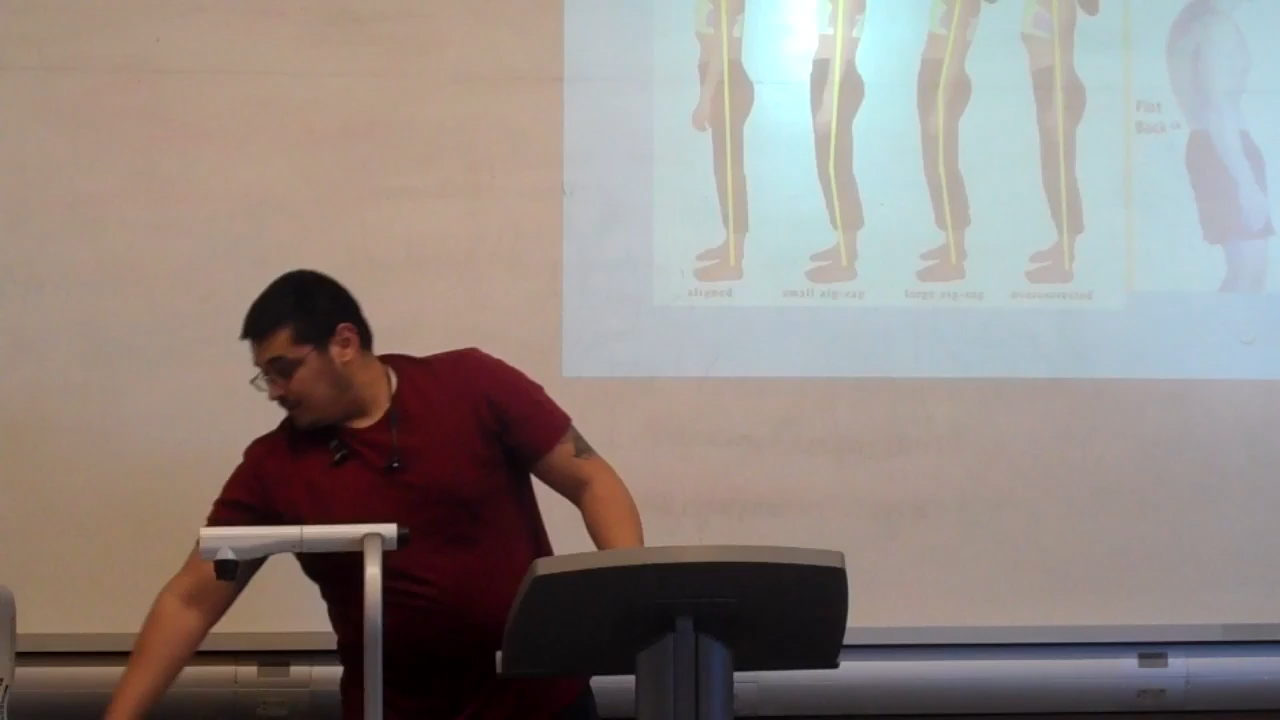 Flat
Back
aligned
small zig-zag
large zig-zag